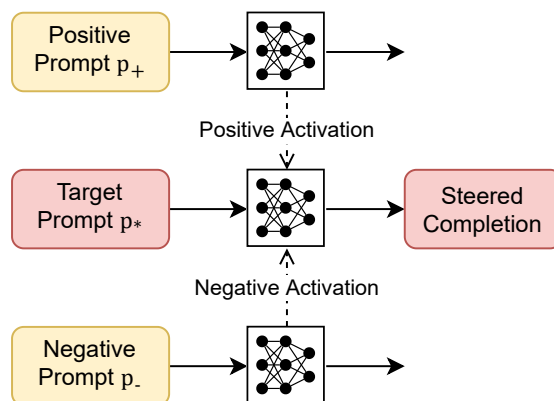 Positive
Prompt p+
Positive Activation
Target
Prompt p*
Steered
Completion
Negative Activation
Negative
Prompt p-